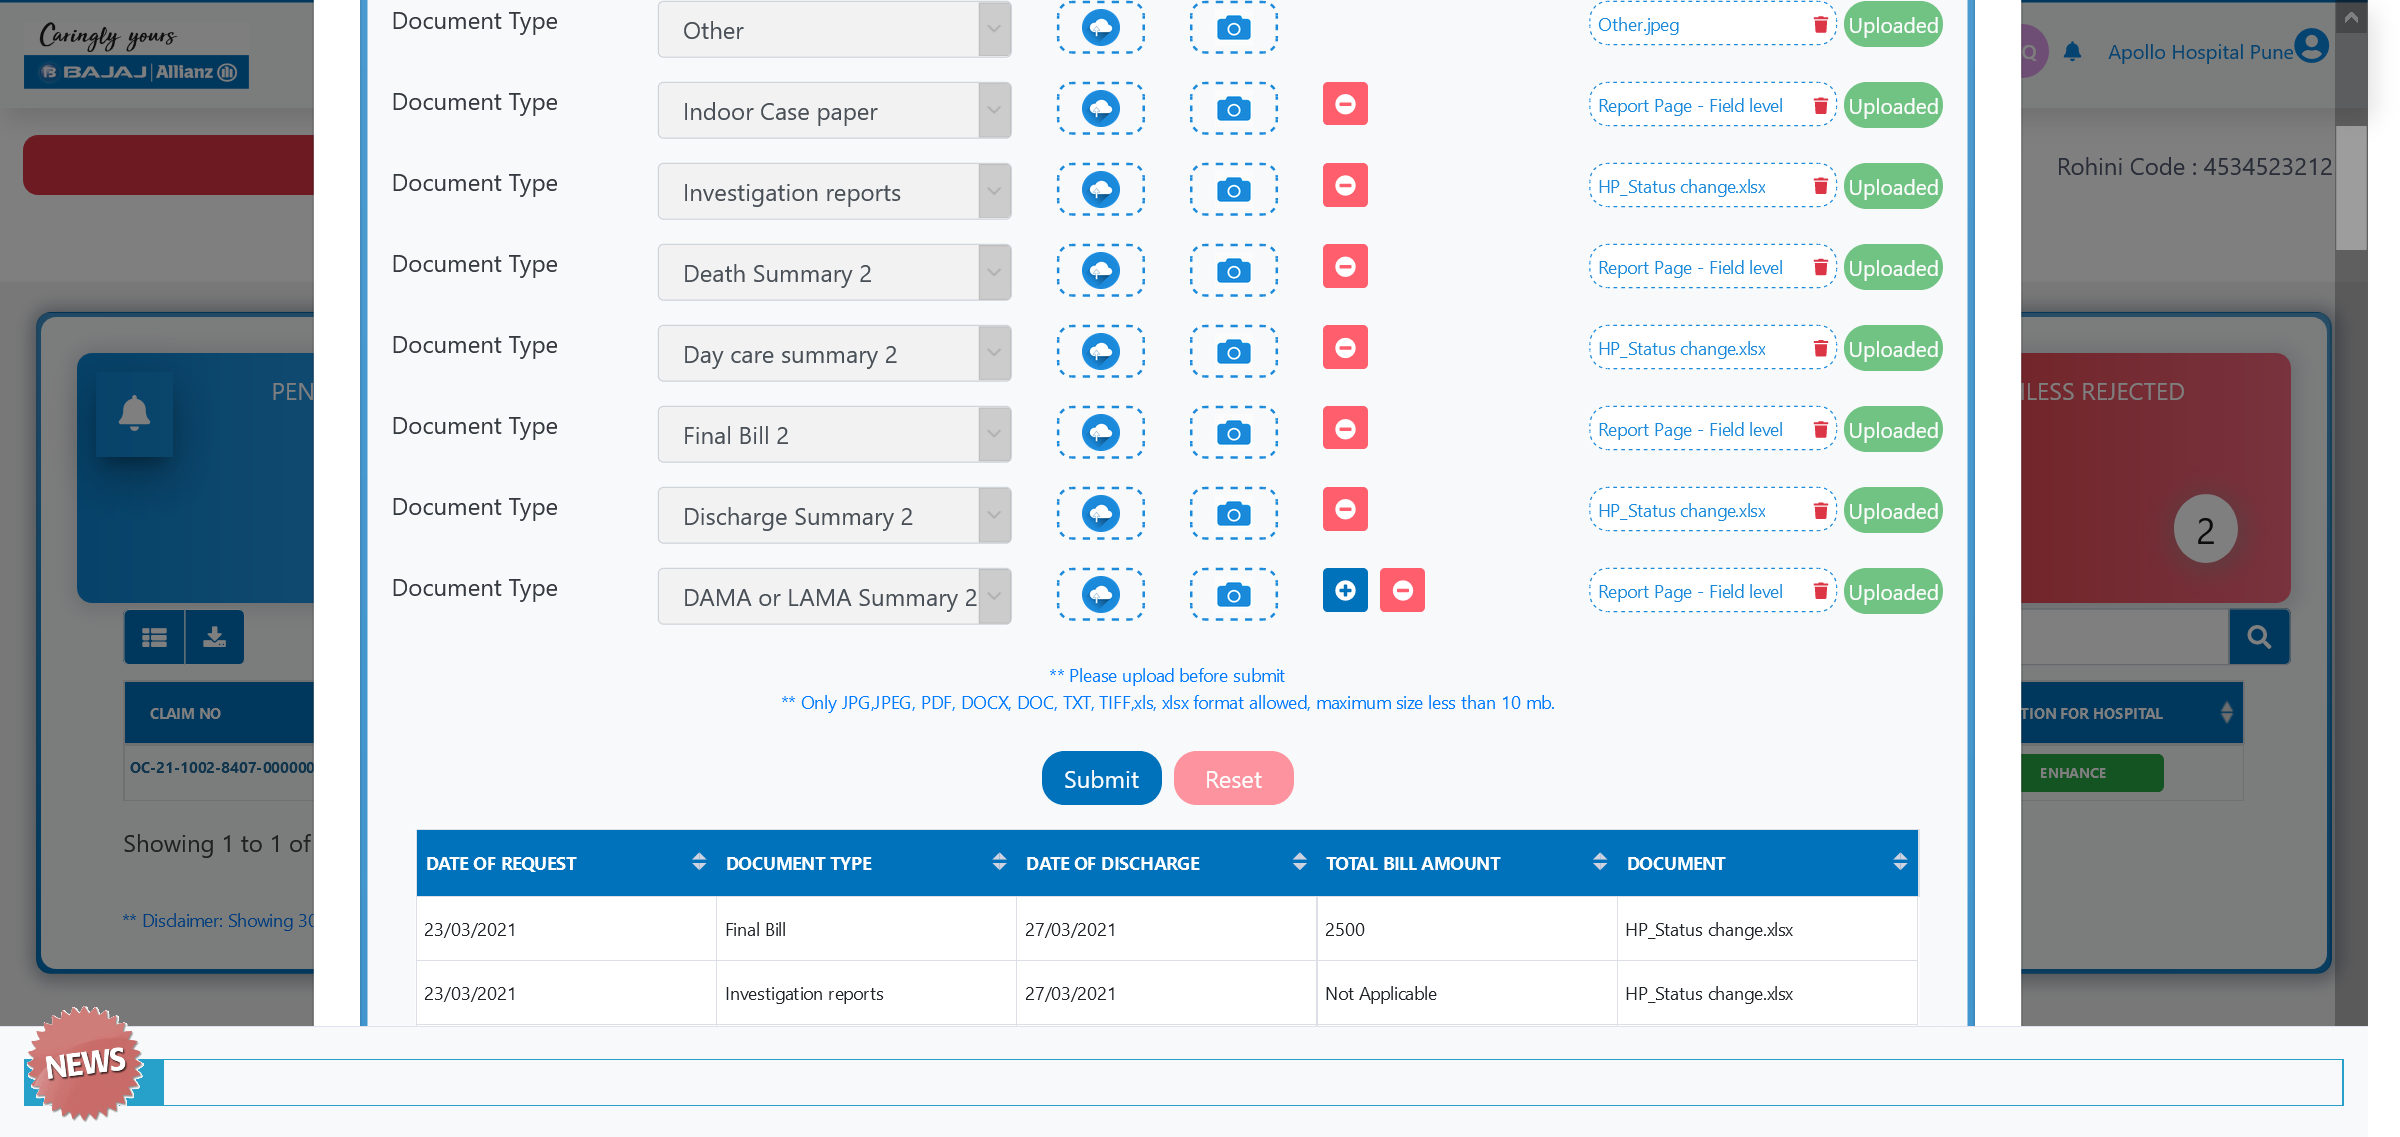 Caringly yours
BAJAJ | Allianz
Q
Apollo Hospital Pune
Rohini Code : 4534523212
Document Type Other Other.jpeg Uploaded
Document Type Indoor Case paper Report Page - Field level Uploaded
Document Type Investigation reports HP_Status change.xlsx Uploaded
Document Type Death Summary 2 Report Page - Field level Uploaded
Document Type Day care summary 2 HP_Status change.xlsx Uploaded
Document Type Final Bill 2 Report Page - Field level Uploaded
Document Type Discharge Summary 2 HP_Status change.xlsx Uploaded
Document Type DAMA or LAMA Summary 2 Report Page - Field level Uploaded
PEN
LESS REJECTED
2
** Please upload before submit
** Only JPG,JPEG, PDF, DOCX, DOC, TXT, TIFF,xls, xlsx format allowed, maximum size less than 10 mb.
Submit Reset
CLAIM NO
TION FOR HOSPITAL
OC-21-1002-8407-000000
ENHANCE
Showing 1 to 1 of
** Disclaimer: Showing 30
DATE OF REQUEST DOCUMENT TYPE DATE OF DISCHARGE TOTAL BILL AMOUNT DOCUMENT
23/03/2021 Final Bill 27/03/2021 2500 HP_Status change.xlsx
23/03/2021 Investigation reports 27/03/2021 Not Applicable HP_Status change.xlsx
NEWS